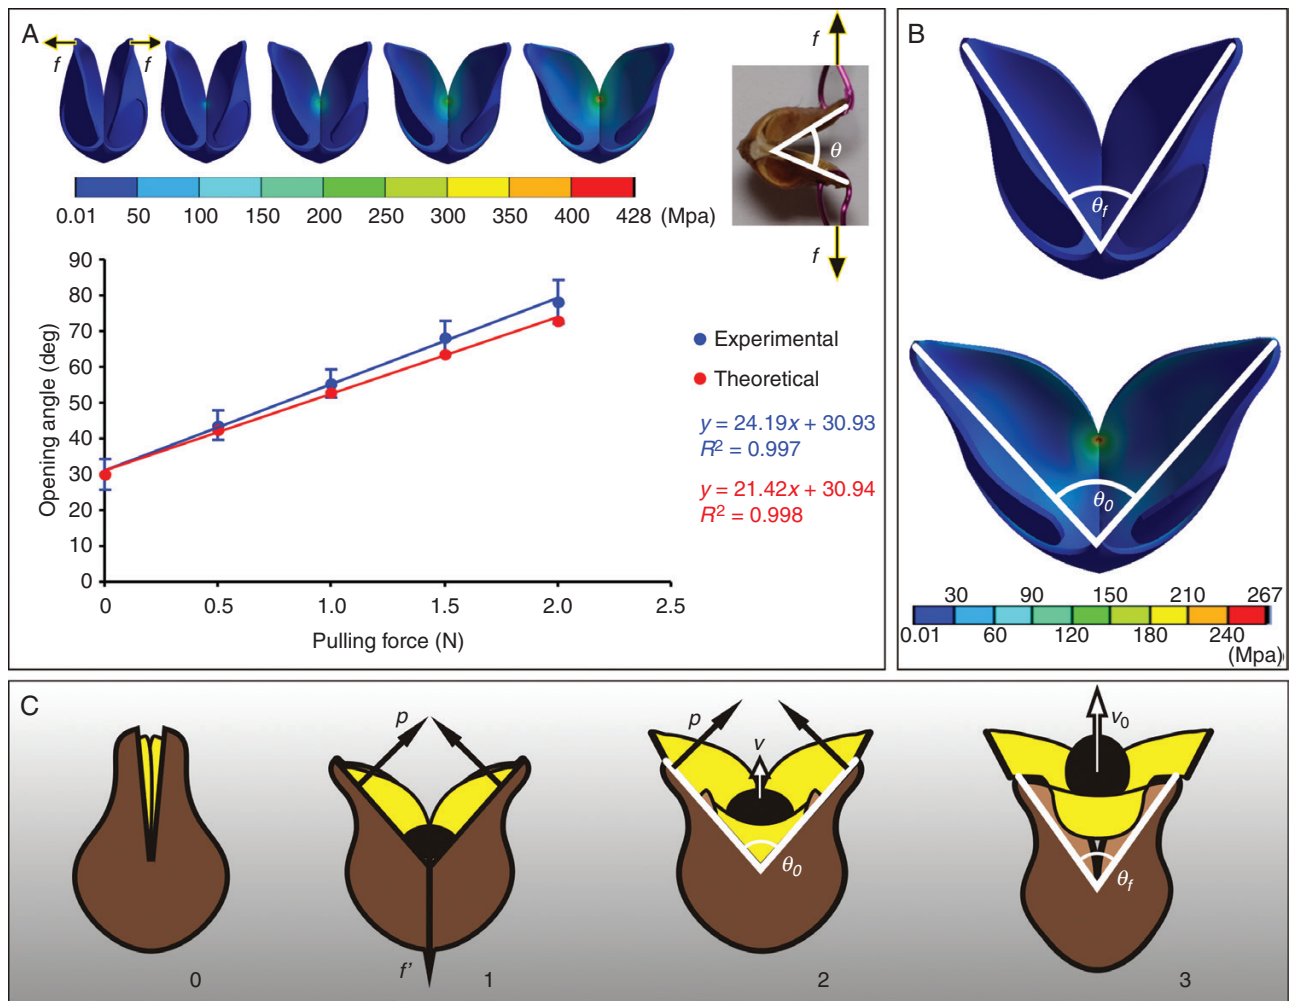 A
f
f
f
θ
f
0.01 50 100 150 200 250 300 350 400 428 (Mpa)
90
80
70
60
50
40
30
20
10
0
Opening angle (deg)
0 0.5 1.0 1.5 2.0 2.5
Pulling force (N)
Experimental
Theoretical
y = 24.19x + 30.93
R² = 0.997
y = 21.42x + 30.94
R² = 0.998
B
θf
θ0
30 90 150 210 267
0.01 60 120 180 240
(Mpa)
C
p
f'
p
v
θ0
v0
θf
0 1 2 3